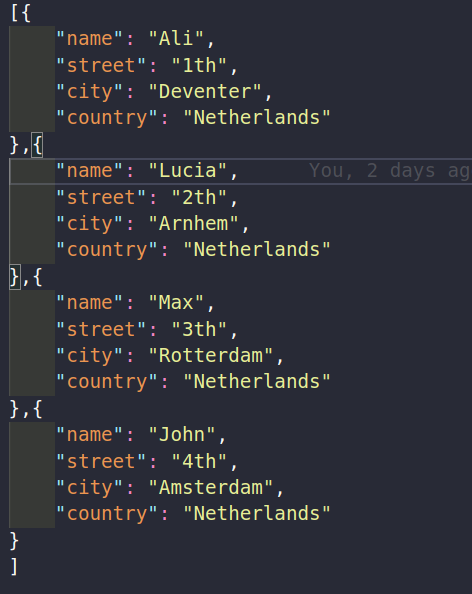 [{
"name": "Ali",
"street": "1th",
"city": "Deventer",
"country": "Netherlands"
},{
"name": "Lucia", You, 2 days ag
"street": "2th",
"city": "Arnhem",
"country": "Netherlands"
},{
"name": "Max",
"street": "3th",
"city": "Rotterdam",
"country": "Netherlands"
},{
"name": "John",
"street": "4th",
"city": "Amsterdam",
"country": "Netherlands"
}
]